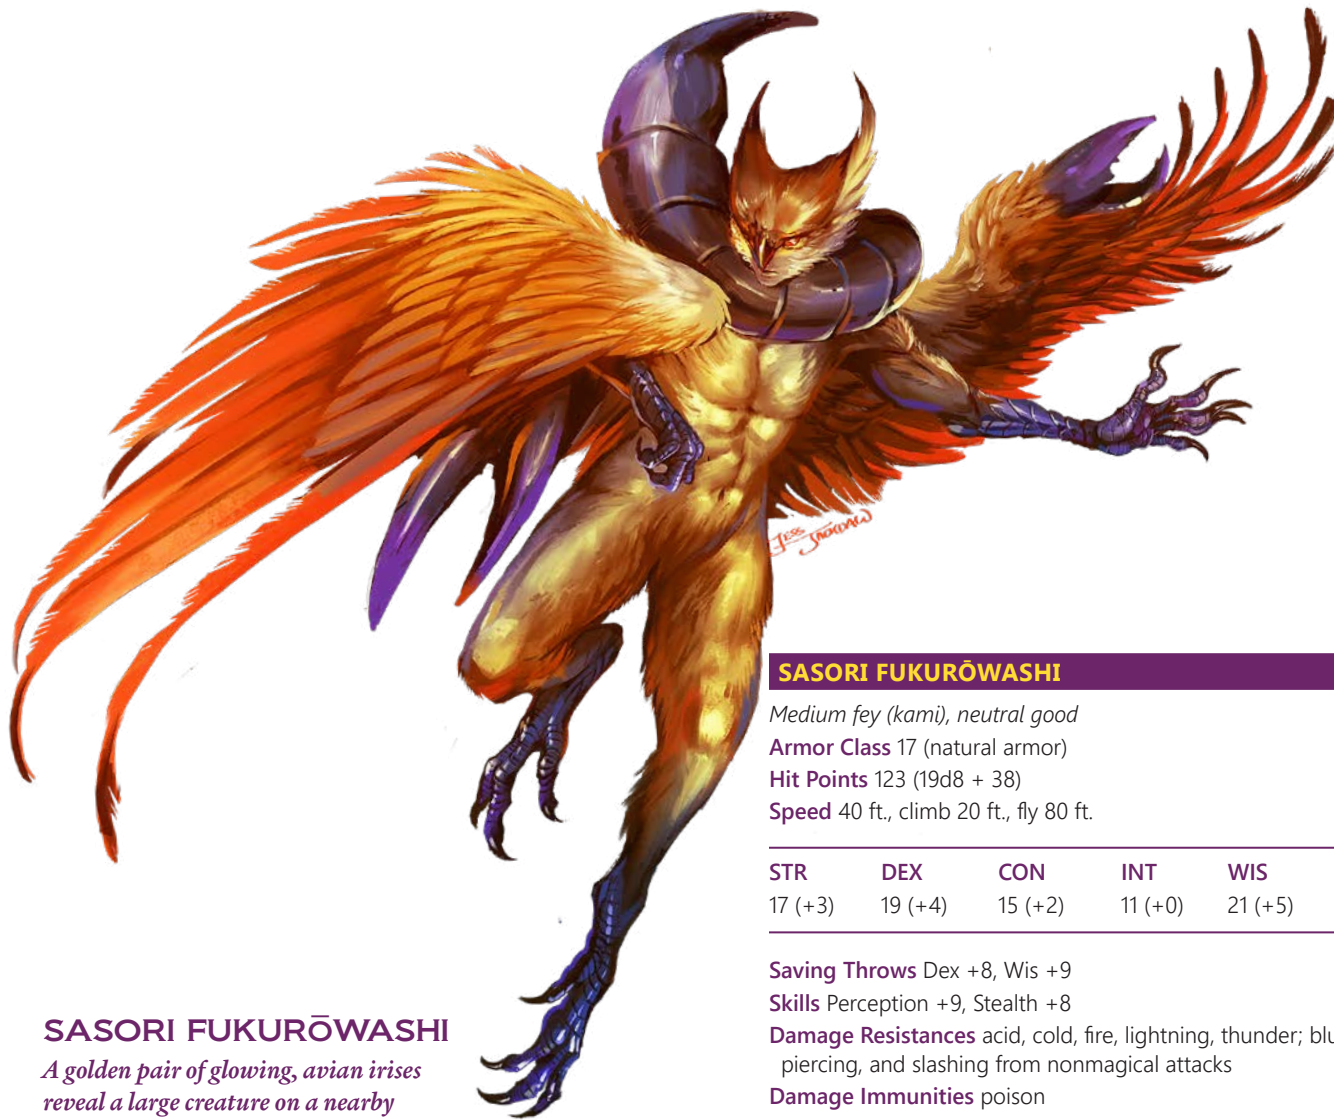 JESS JACKDAW
SASORI FUKURŌWASHI
A golden pair of glowing, avian irises
reveal a large creature on a nearby
SASORI FUKURŌWASHI
Medium fey (kami), neutral good
Armor Class 17 (natural armor)
Hit Points 123 (19d8 + 38)
Speed 40 ft., climb 20 ft., fly 80 ft.
STR DEX CON INT WIS
17 (+3) 19 (+4) 15 (+2) 11 (+0) 21 (+5)
Saving Throws Dex +8, Wis +9
Skills Perception +9, Stealth +8
Damage Resistances acid, cold, fire, lightning, thunder;
piercing, and slashing from nonmagical attacks
Damage Immunities poison